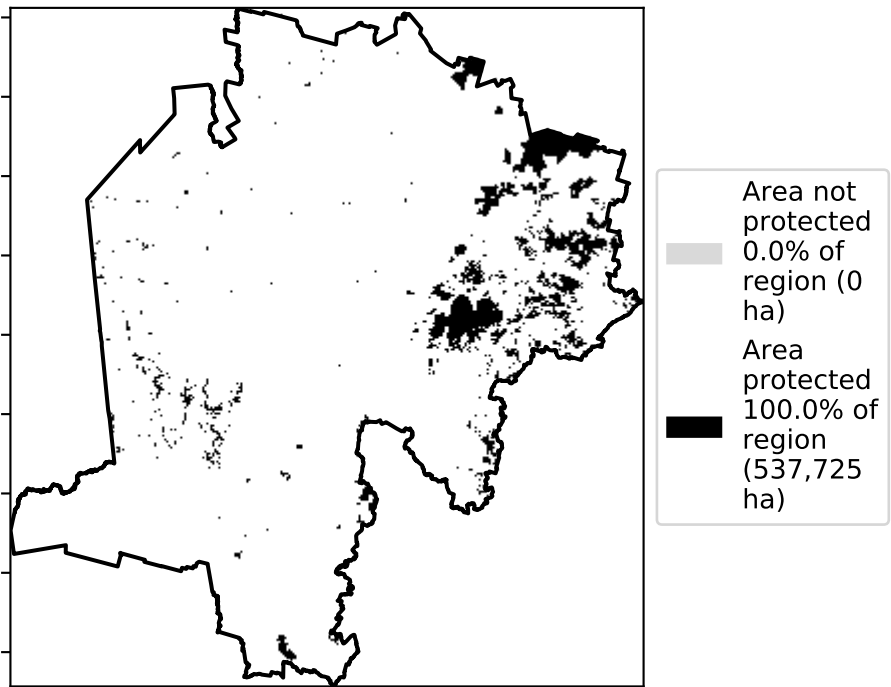 Area not
protected
0.0% of
region (0
ha)
Area
protected
100.0% of
region
(537,725
ha)